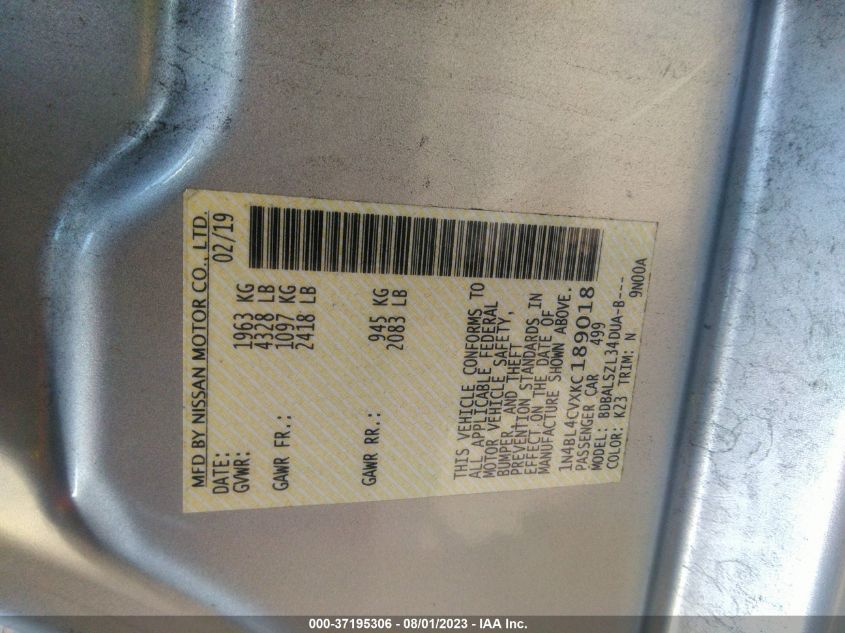 MFD BY NISSAN MOTOR CO., LTD.
DATE: 02/19
GVWR: 1963 KG
4328 LB
GAWR FR.: 1097 KG
2418 LB
GAWR RR.: 945 KG
2083 LB
THIS VEHICLE CONFORMS TO
ALL APPLICABLE FEDERAL
MOTOR VEHICLE SAFETY,
BUMPER, AND THEFT
PREVENTION STANDARDS IN
EFFECT ON THE DATE OF
MANUFACTURE SHOWN ABOVE.
1N4BL4CVXKC189018
PASSENGER CAR 499
MODEL: BDBALSZL34DUA-B---
COLOR: K23 TRIM: N 9N00A
000-37195306 - 08/01/2023 - IAA Inc.